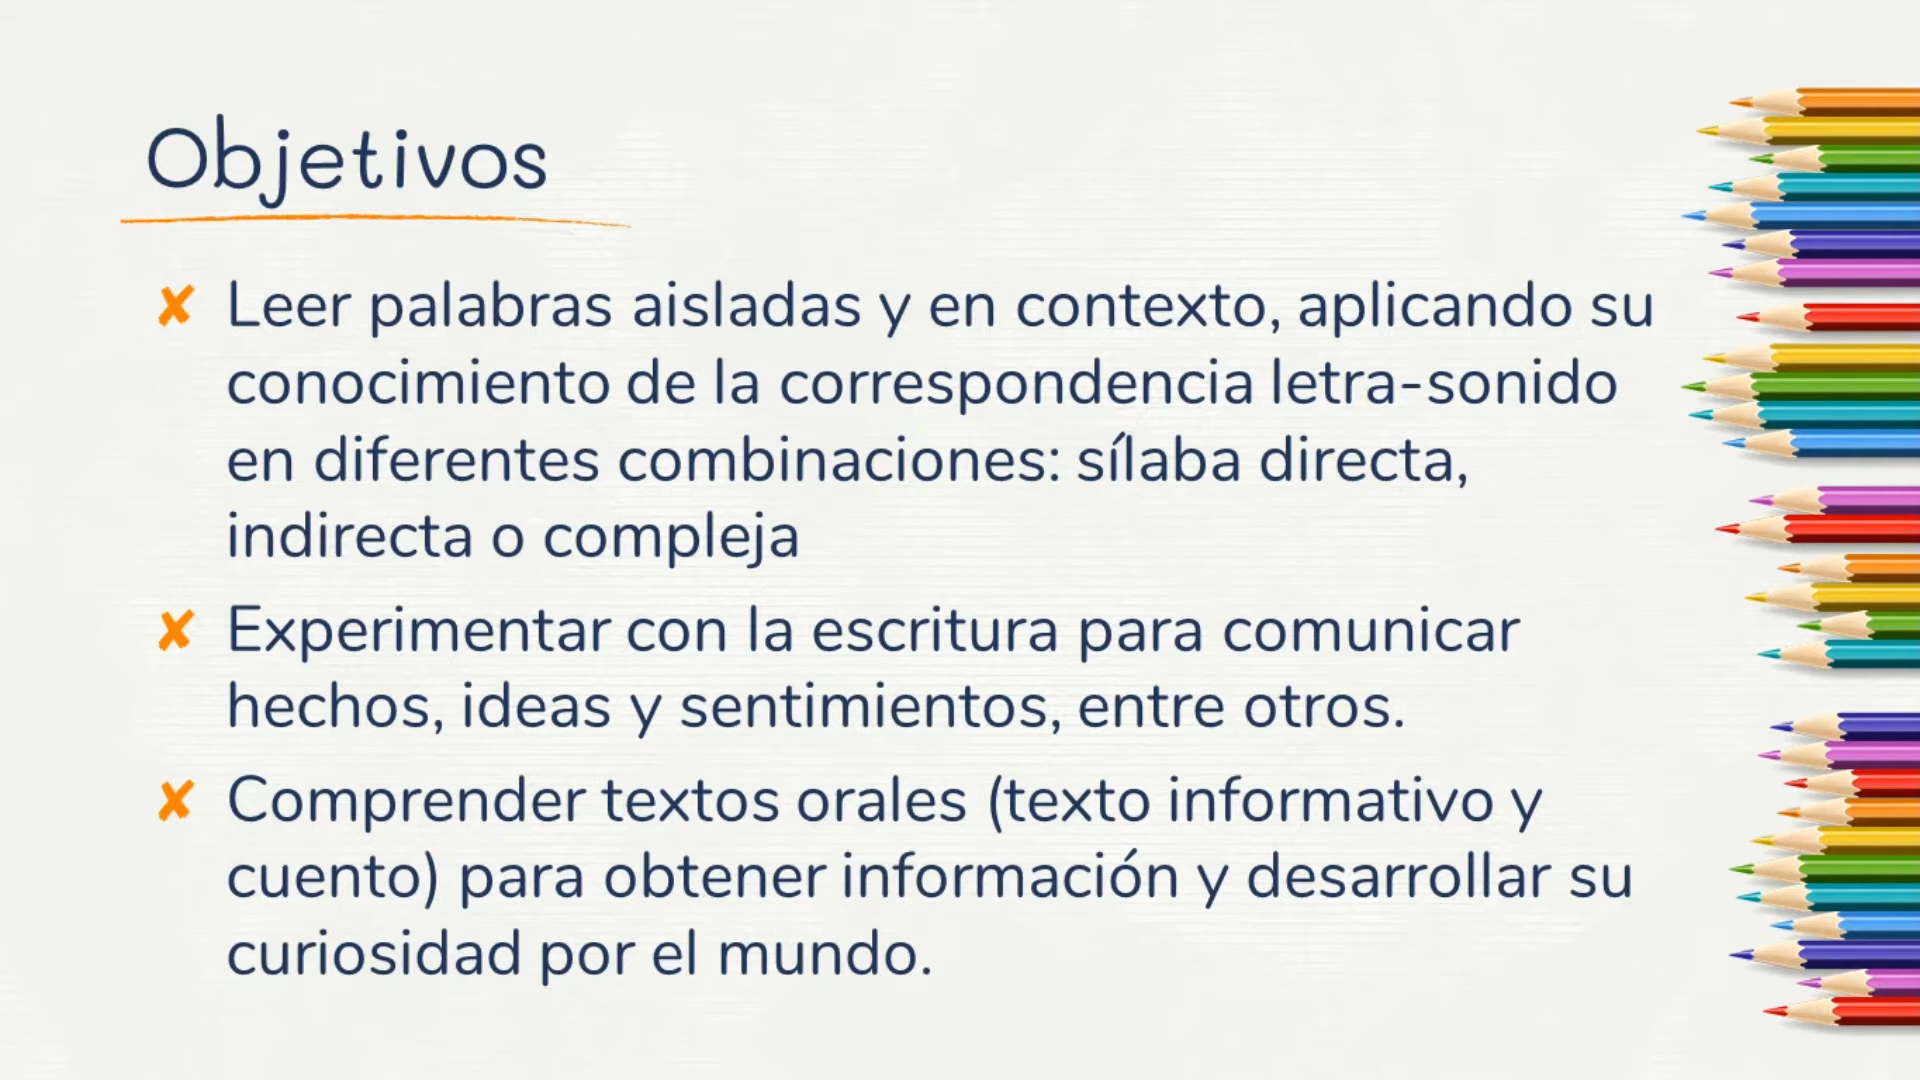 Objetivos
✘ Leer palabras aisladas y en contexto, aplicando su
conocimiento de la correspondencia letra-sonido
en diferentes combinaciones: sílaba directa,
indirecta o compleja
✘ Experimentar con la escritura para comunicar
hechos, ideas y sentimientos, entre otros.
✘ Comprender textos orales (texto informativo y
cuento) para obtener información y desarrollar su
curiosidad por el mundo.